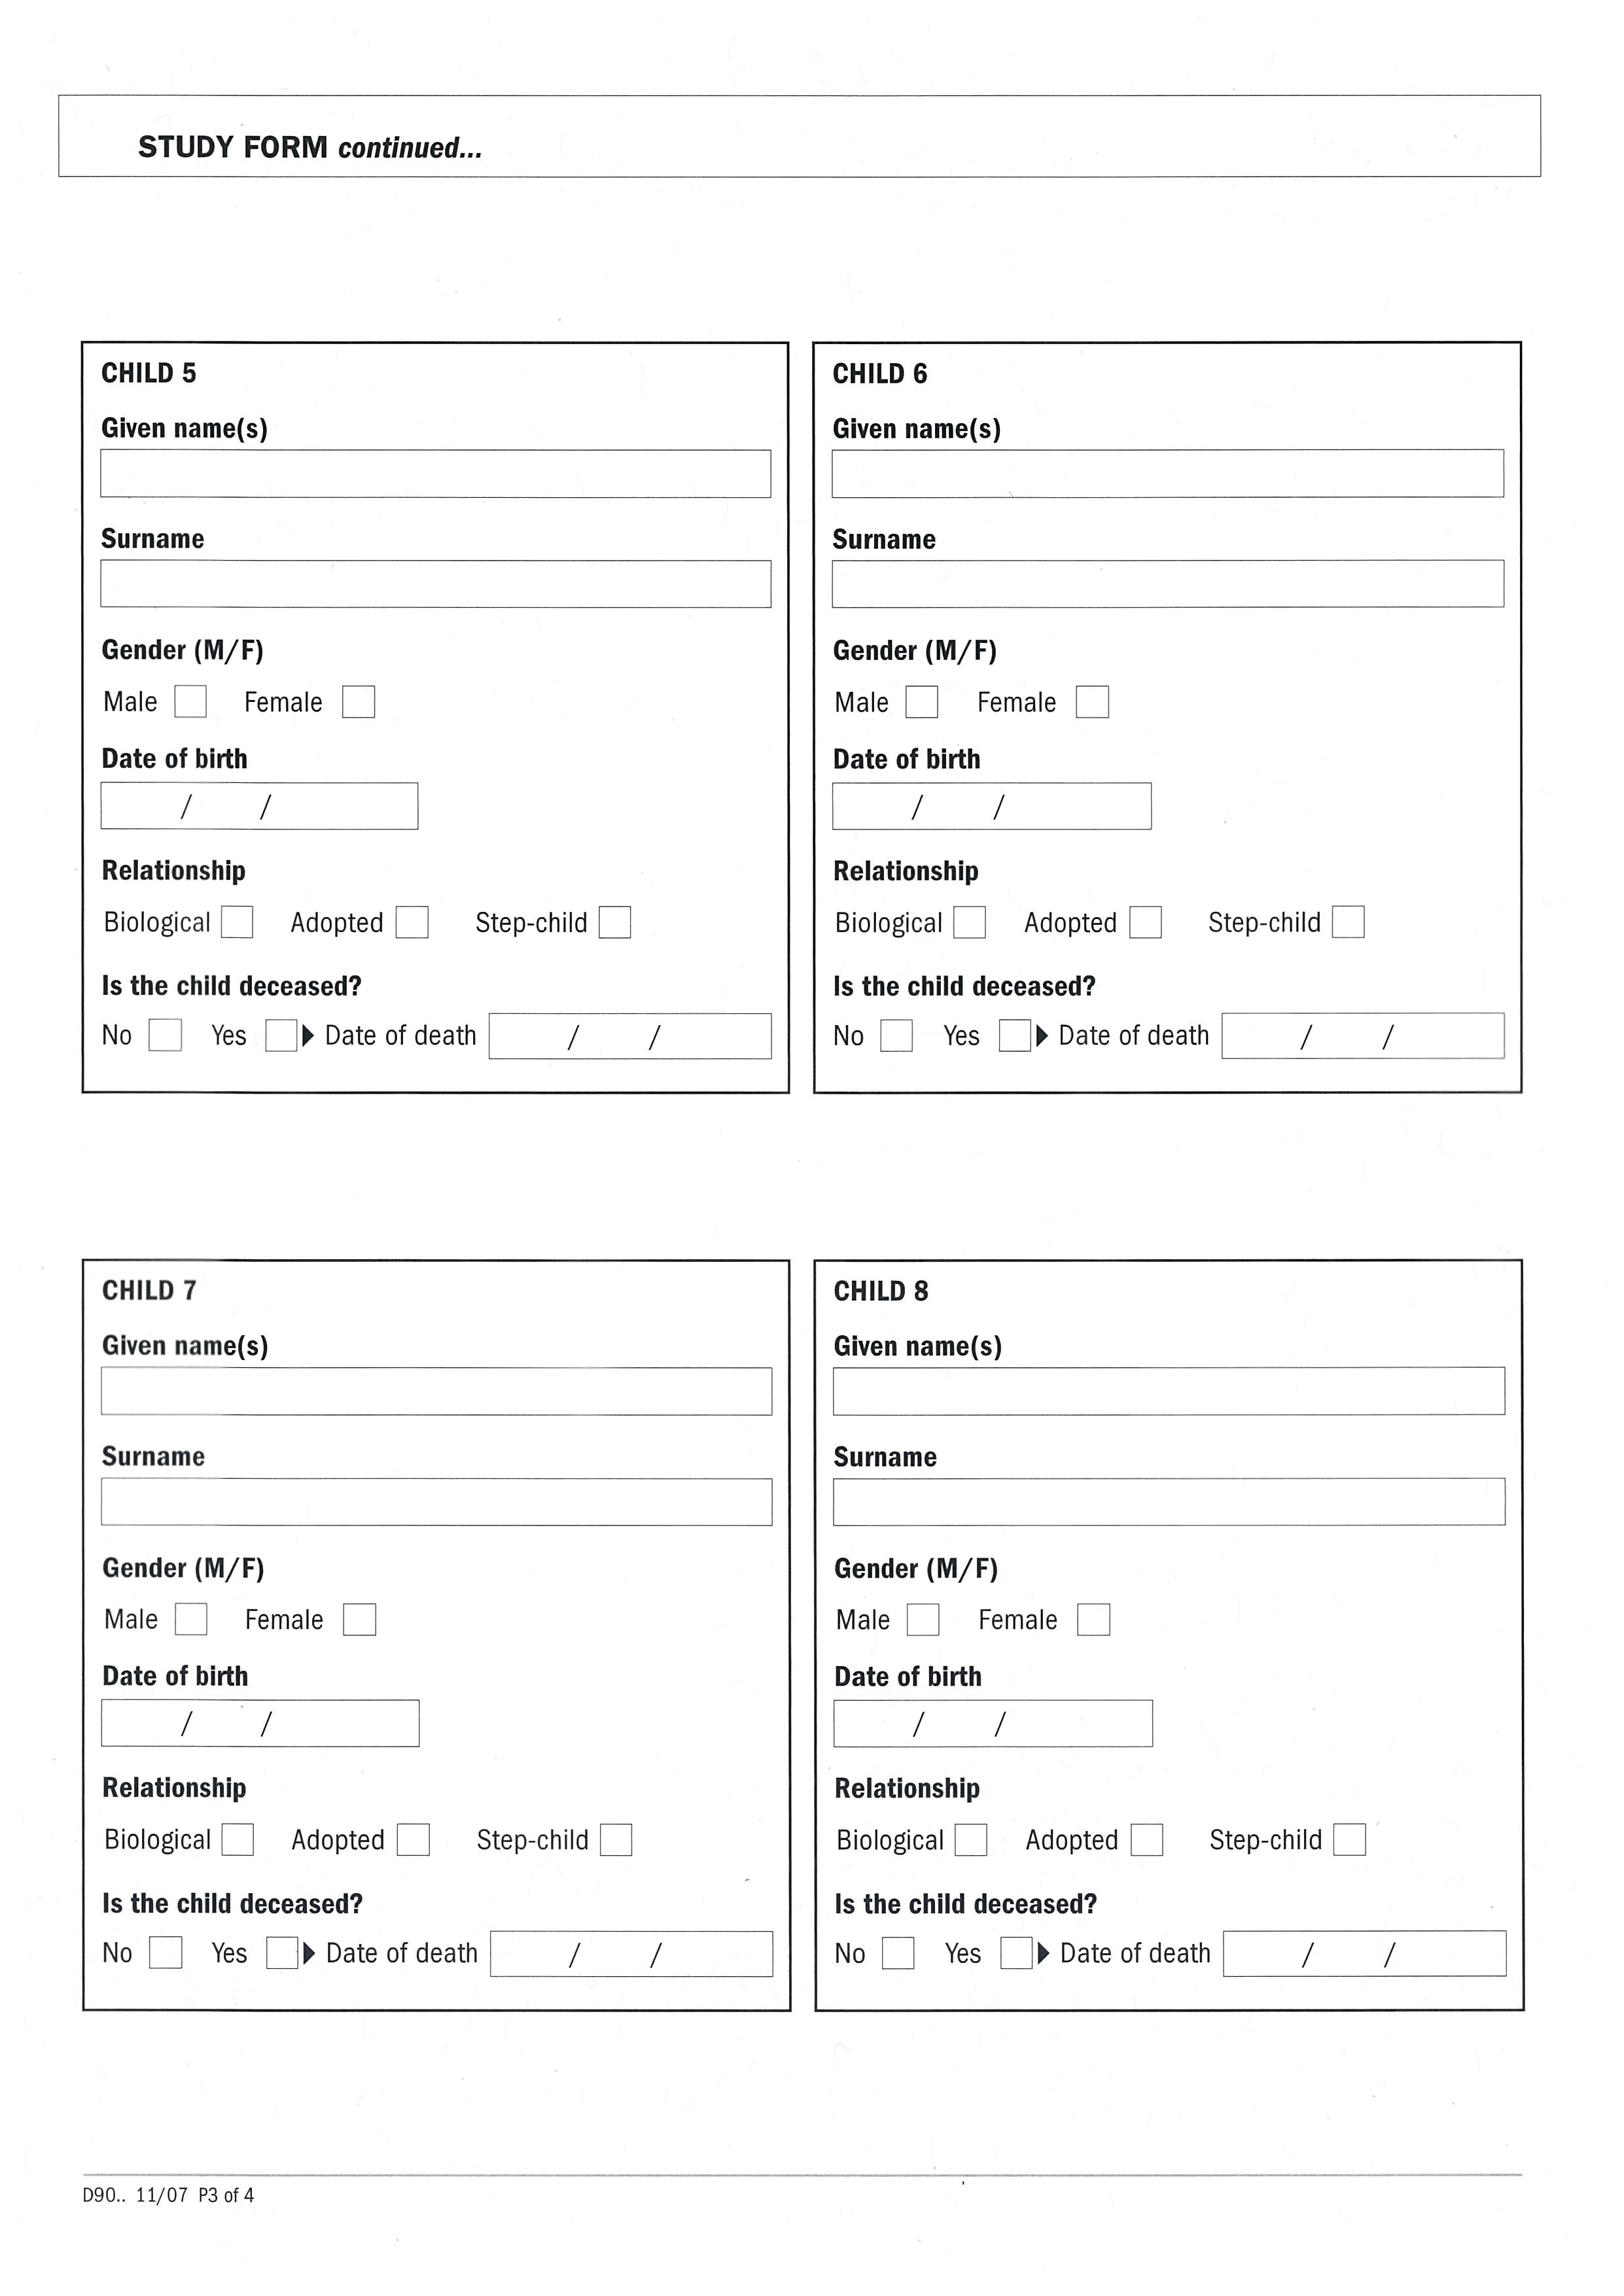 STUDY FORM continued...
CHILD 5
Given name(s)
Surname
Gender (M/F)
Male Female
Date of birth
/ /
Relationship
Biological Adopted Step-child
Is the child deceased?
No Yes Date of death / /
CHILD 6
Given name(s)
Surname
Gender (M/F)
Male Female
Date of birth
/ /
Relationship
Biological Adopted Step-child
Is the child deceased?
No Yes Date of death / /
CHILD 7
Given name(s)
Surname
Gender (M/F)
Male Female
Date of birth
/ /
Relationship
Biological Adopted Step-child
Is the child deceased?
No Yes Date of death / /
CHILD 8
Given name(s)
Surname
Gender (M/F)
Male Female
Date of birth
/ /
Relationship
Biological Adopted Step-child
Is the child deceased?
No Yes Date of death / /
D90.. 11/07 P3 of 4